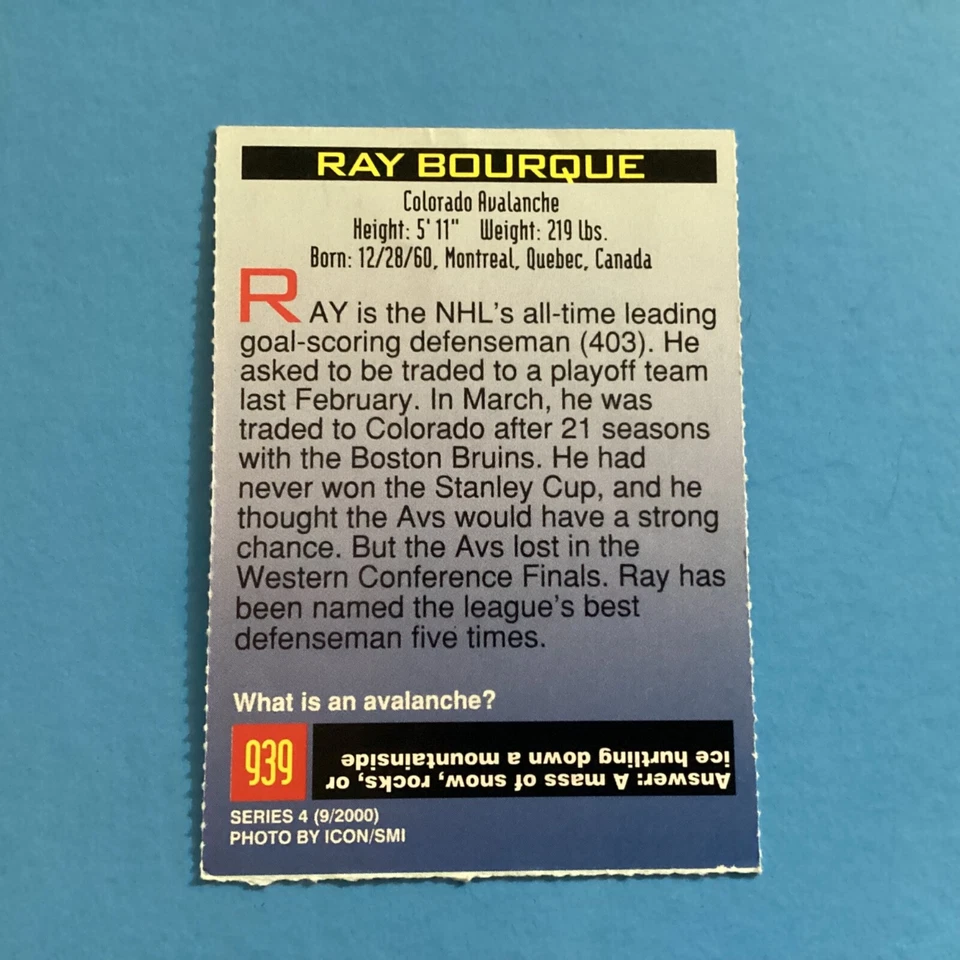 RAY BOURQUE
Colorado Avalanche
Height: 5' 11" Weight: 219 lbs.
Born: 12/28/60, Montreal, Quebec, Canada
RAY is the NHL's all-time leading
goal-scoring defenseman (403). He
asked to be traded to a playoff team
last February. In March, he was
traded to Colorado after 21 seasons
with the Boston Bruins. He had
never won the Stanley Cup, and he
thought the Avs would have a strong
chance. But the Avs lost in the
Western Conference Finals. Ray has
been named the league's best
defenseman five times.
What is an avalanche?
939
Answer: A mass of snow, rocks, or
ice hurtling down a mountainside
SERIES 4 (9/2000)
PHOTO BY ICON/SMI